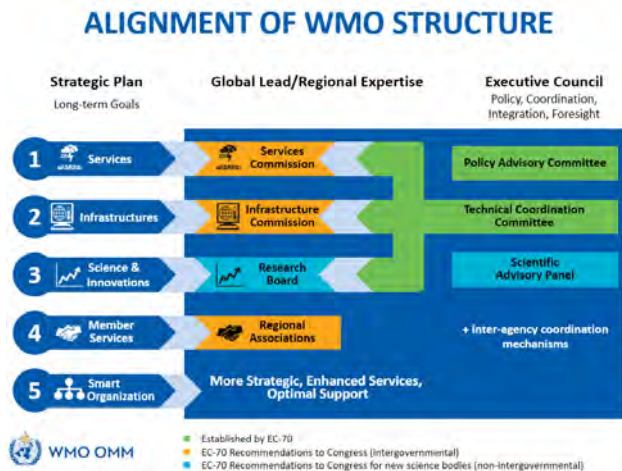 ALIGNMENT OF WMO STRUCTURE
Strategic Plan
Long-term Goals
Global Lead/Regional Expertise
Executive Council
Policy, Coordination,
Integration, Foresight
1
Services
Services
Commission
Policy Advisory Committee
2
Infrastructures
Infrastructure
Commission
Technical Coordination
Committee
3
Science &
Innovations
Research
Board
Scientific
Advisory Panel
4
Member
Services
Regional
Associations
+ Inter-agency coordination
mechanisms
5
Smart
Organization
More Strategic, Enhanced Services,
Optimal Support
WMO OMM
Established by EC-70
EC-70 Recommendations to Congress (intergovernmental)
EC-70 Recommendations to Congress for new science bodies (non-intergovernmental)